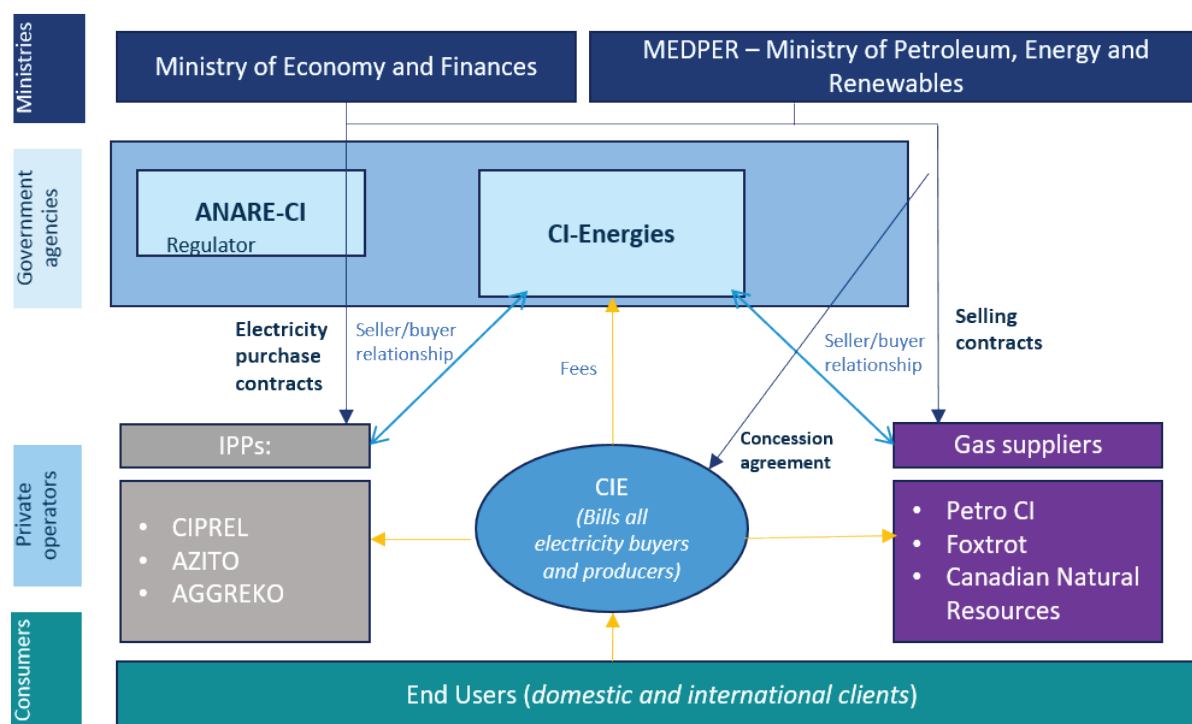 Ministries
Ministry of Economy and Finances
MEDPER – Ministry of Petroleum, Energy and
Renewables
Government
agencies
ANARE-CI
Regulator
CI-Energies
Electricity
purchase
contracts
Seller/buyer
relationship
Fees
Seller/buyer
relationship
Selling
contracts
Concession
agreement
Private
operators
IPPs:
• CIPREL
• AZITO
• AGGREKO
CIE
(Bills all
electricity buyers
and producers)
Gas suppliers
• Petro CI
• Foxtrot
• Canadian Natural
Resources
Consumers
End Users (domestic and international clients)